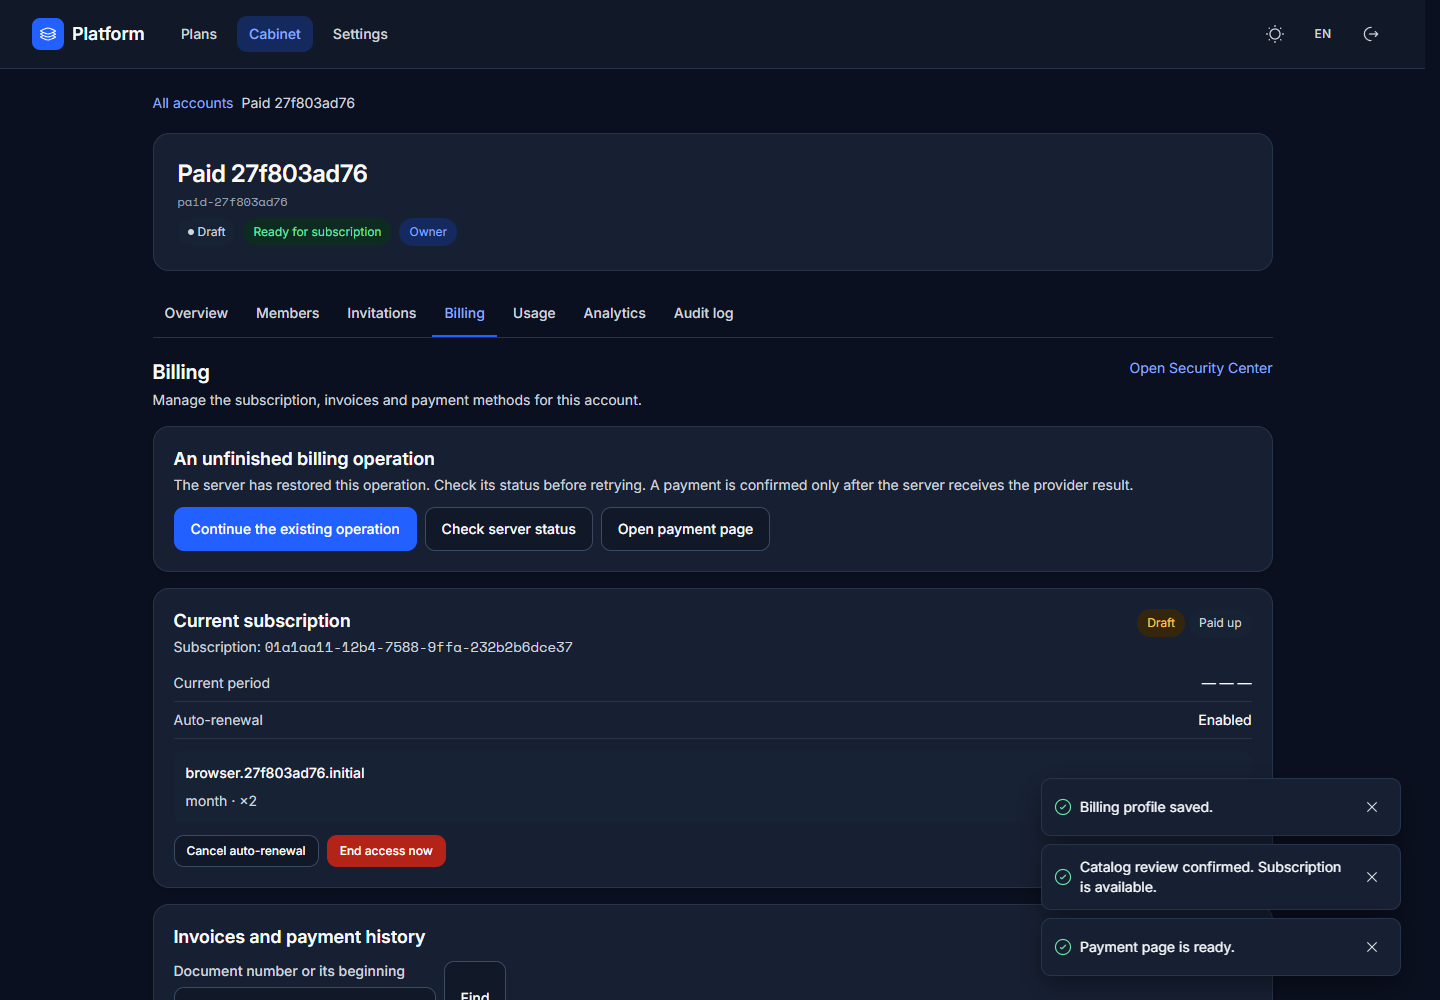 Platform
Plans
Cabinet
Settings
EN
All accounts Paid 27f803ad76
Paid 27f803ad76
paid-27f803ad76
Draft
Ready for subscription
Owner
Overview
Members
Invitations
Billing
Usage
Analytics
Audit log
Billing
Open Security Center
Manage the subscription, invoices and payment methods for this account.
An unfinished billing operation
The server has restored this operation. Check its status before retrying. A payment is confirmed only after the server receives the provider result.
Continue the existing operation
Check server status
Open payment page
Current subscription
Draft
Paid up
Subscription: 01a1aa11-12b4-7588-9ffa-232b2b6dce37
Current period
— — —
Auto-renewal
Enabled
browser.27f803ad76.initial
month · ×2
Cancel auto-renewal
End access now
Billing profile saved.
Catalog review confirmed. Subscription
is available.
Payment page is ready.
Invoices and payment history
Document number or its beginning
Find